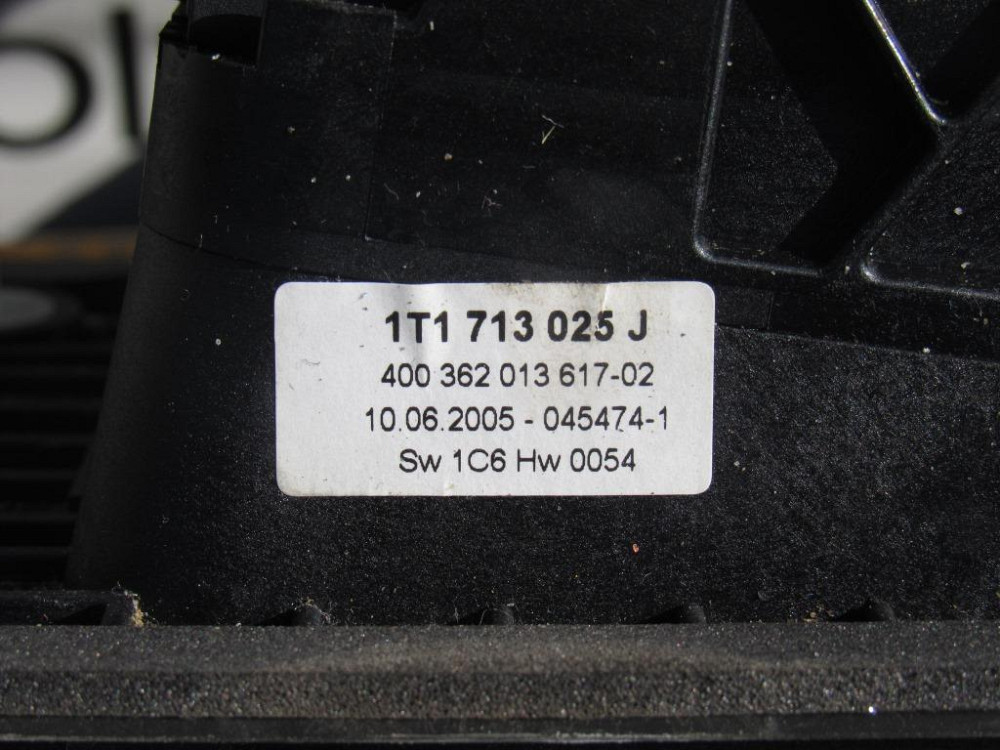 1T1 713 025 J
400 362 013 617-02
10.06.2005 - 045474-1
Sw 1C6 Hw 0054